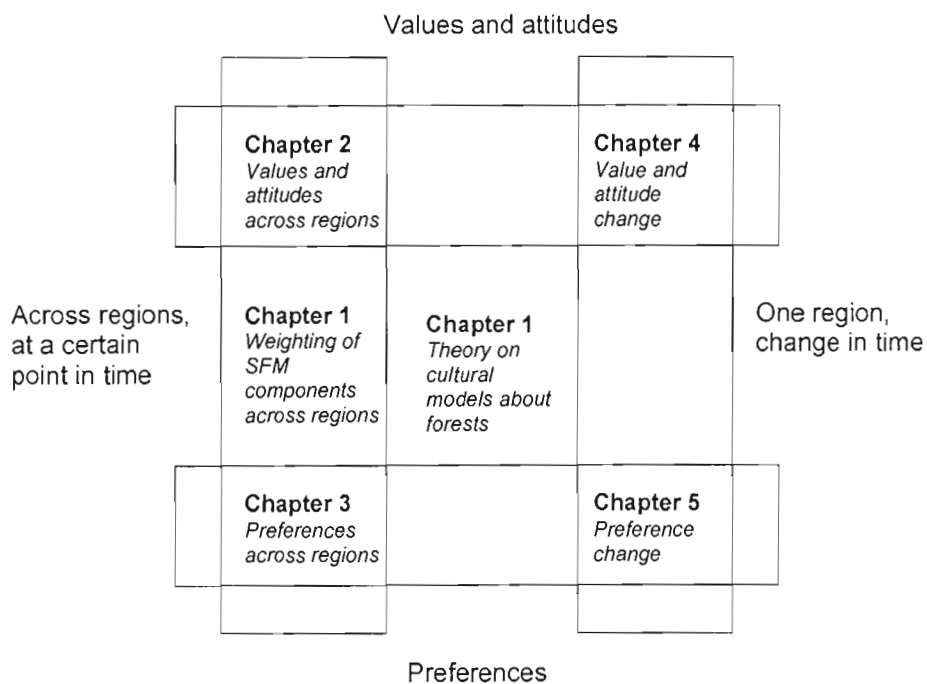 Values and attitudes
Chapter 2
Values and
attitudes
across regions
Chapter 4
Value and
attitude
change
Across regions,
at a certain
point in time
Chapter 1
Weighting of
SFM
components
across regions
Chapter 1
Theory on
cultural
models about
forests
One region,
change in time
Chapter 3
Preferences
across regions
Chapter 5
Preference
change
Preferences